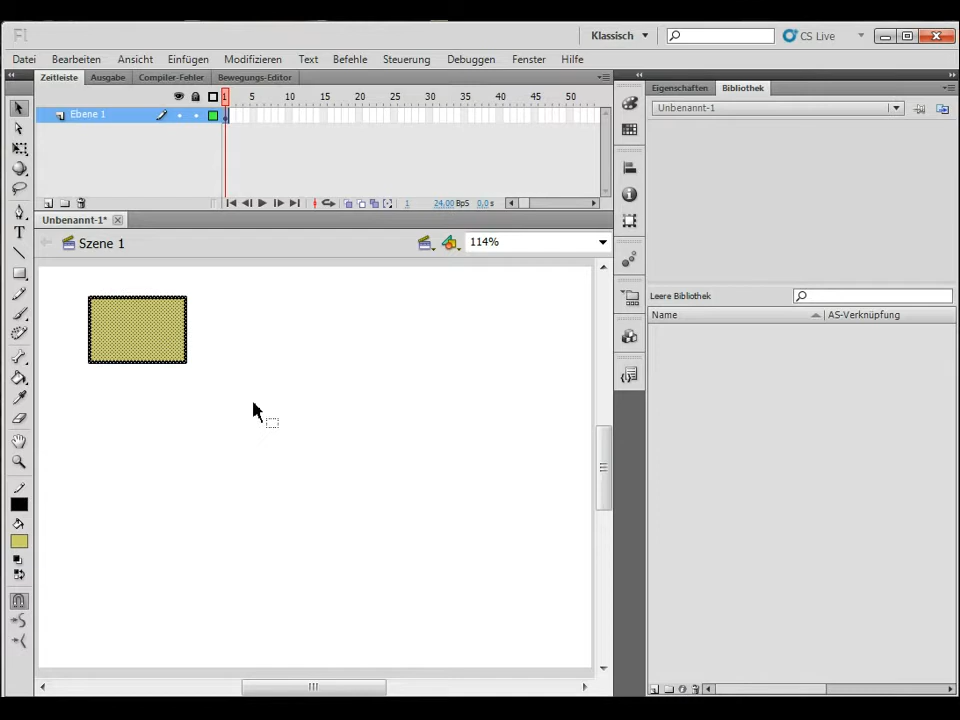 Fl
Klassisch
CS Live
Datei Bearbeiten Ansicht Einfügen Modifizieren Text Befehle Steuerung Debuggen Fenster Hilfe
Zeitleiste Ausgabe Compiler-Fehler Bewegungs-Editor
Eigenschaften Bibliothek
1 5 10 15 20 25 30 35 40 45 50
Unbenannt-1
Ebene 1
1 24.00 BpS 0.0 s
Unbenannt-1*
Szene 1
114%
Leere Bibliothek
Name AS-Verknüpfung
T